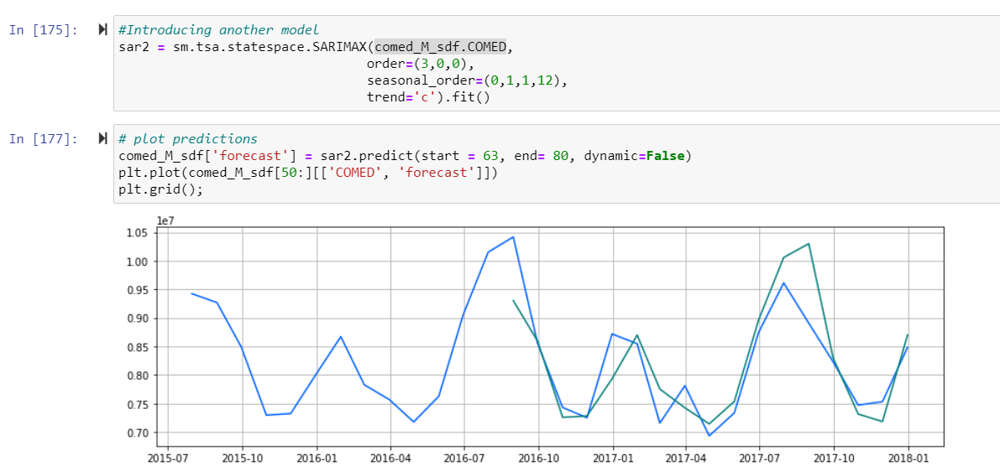 In [175]:
#Introducing another model
sar2 = sm.tsa.statespace.SARIMAX(comed_M_sdf.COMED,
order=(3,0,0),
seasonal_order=(0,1,1,12),
trend='c').fit()
In [177]:
# plot predictions
comed_M_sdf['forecast'] = sar2.predict(start = 63, end= 80, dynamic=False)
plt.plot(comed_M_sdf[50:][['COMED', 'forecast']])
plt.grid();
1e7
1.05
1.00
0.95
0.90
0.85
0.80
0.75
0.70
2015-07 2015-10 2016-01 2016-04 2016-07 2016-10 2017-01 2017-04 2017-07 2017-10 2018-01